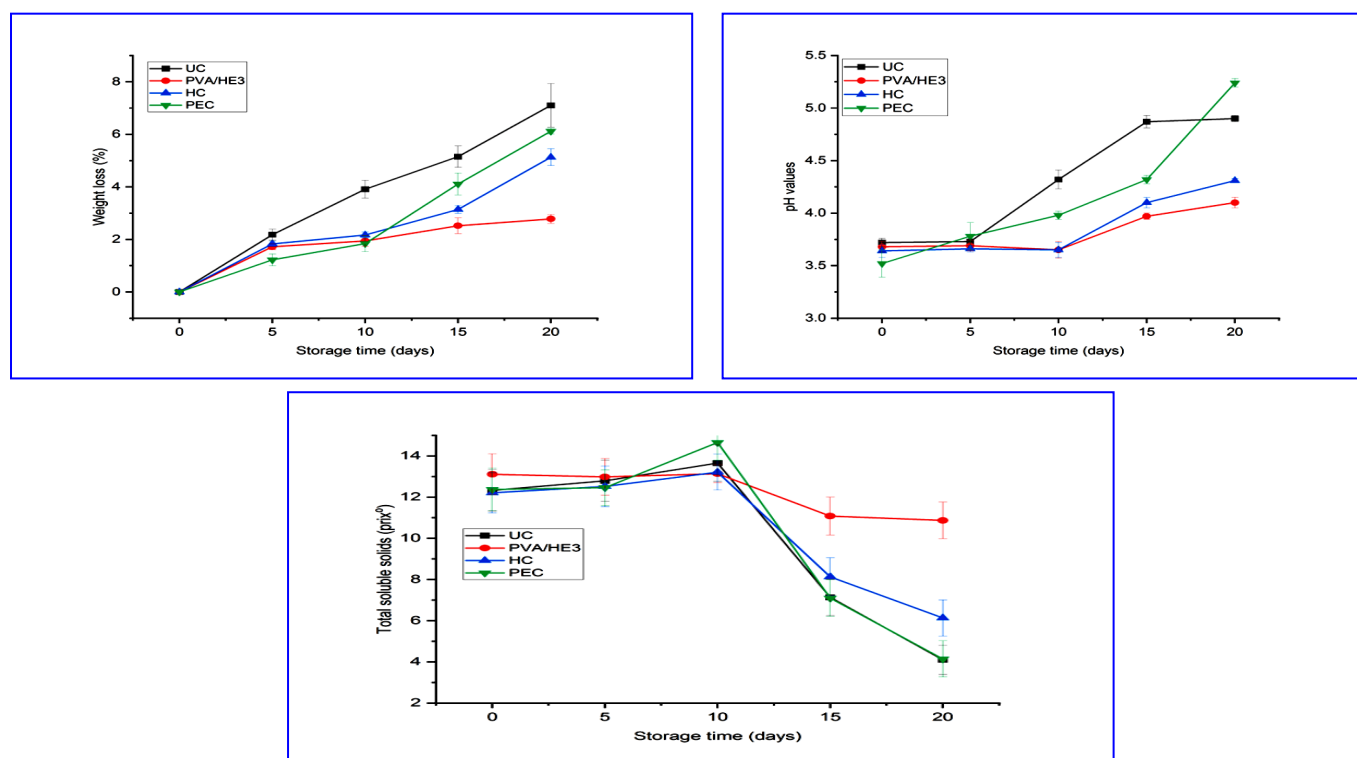 UC
PVA/HE3
HC
PEC
8
6
4
2
0
Weight loss (%)
0 5 10 15 20
Storage time (days)
5.5
5.0
4.5
4.0
3.5
3.0
UC
PVA/HE3
HC
PEC
pH values
0 5 10 15 20
Storage time (days)
14
12
10
8
6
4
2
UC
PVA/HE3
HC
PEC
Total soluble solids (prix⁰)
0 5 10 15 20
Storage time (days)